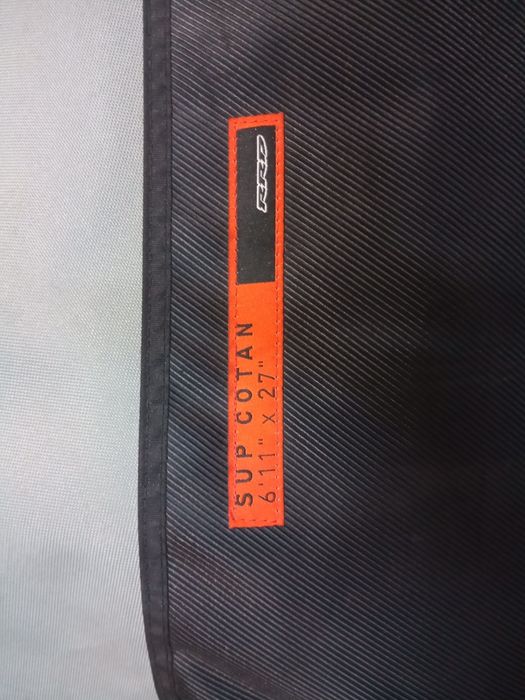 SUP COTAN
6'11" X 27"
RRD